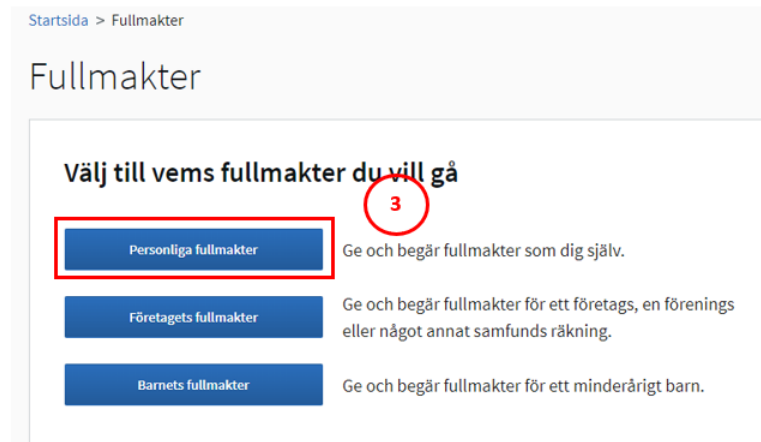 Startsida > Fullmakter
Fullmakter
Välj till vems fullmakter du vill gå
3
Personliga fullmakter
Ge och begär fullmakter som dig själv.
Företagets fullmakter
Ge och begär fullmakter för ett företags, en förenings
eller något annat samfunds räkning.
Barnets fullmakter
Ge och begär fullmakter för ett minderårigt barn.